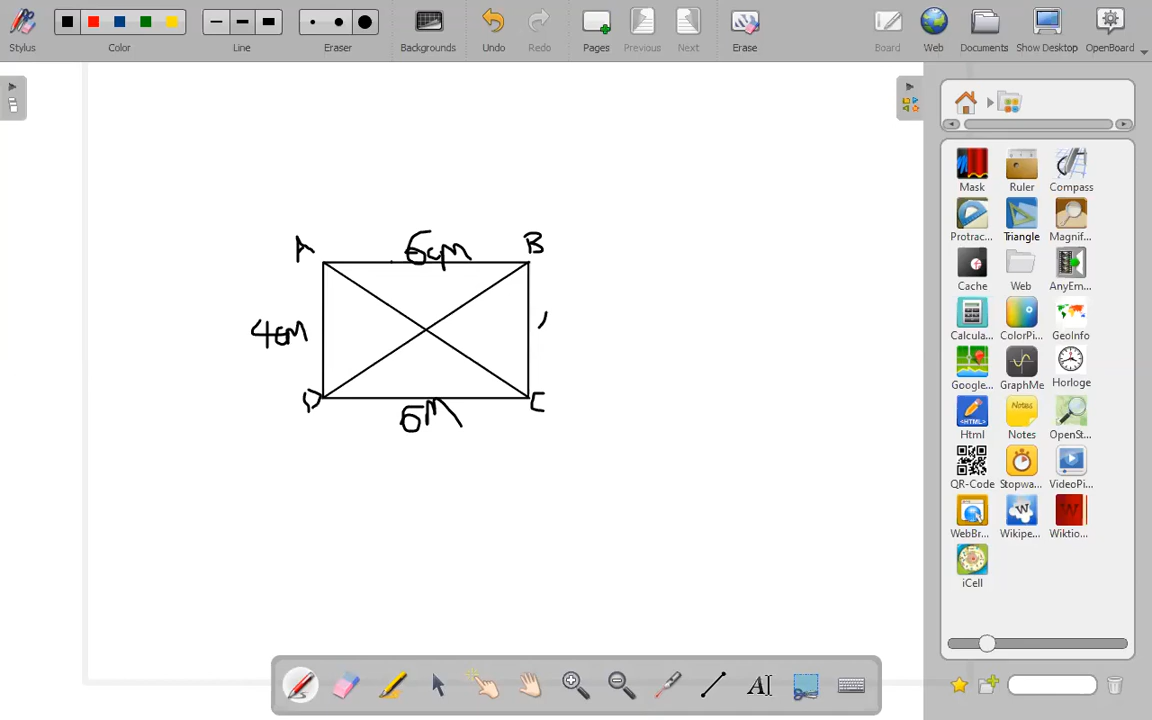 Stylus
Color
Line
Eraser
Backgrounds
Undo
Redo
Pages
Previous
Next
Erase
Board
Web
Documents
Show Desktop
OpenBoard
A
6cm
B
4cm
D
6M
C
Mask
Ruler
Compass
Protrac...
Triangle
Magnif...
Cache
Web
AnyEm...
Calcula...
ColorPi...
GeoInfo
Google...
GraphMe
Horloge
Html
Notes
OpenSt...
QR-Code
Stopwa...
VideoPi...
WebBr...
Wikipe...
Wiktio...
iCell